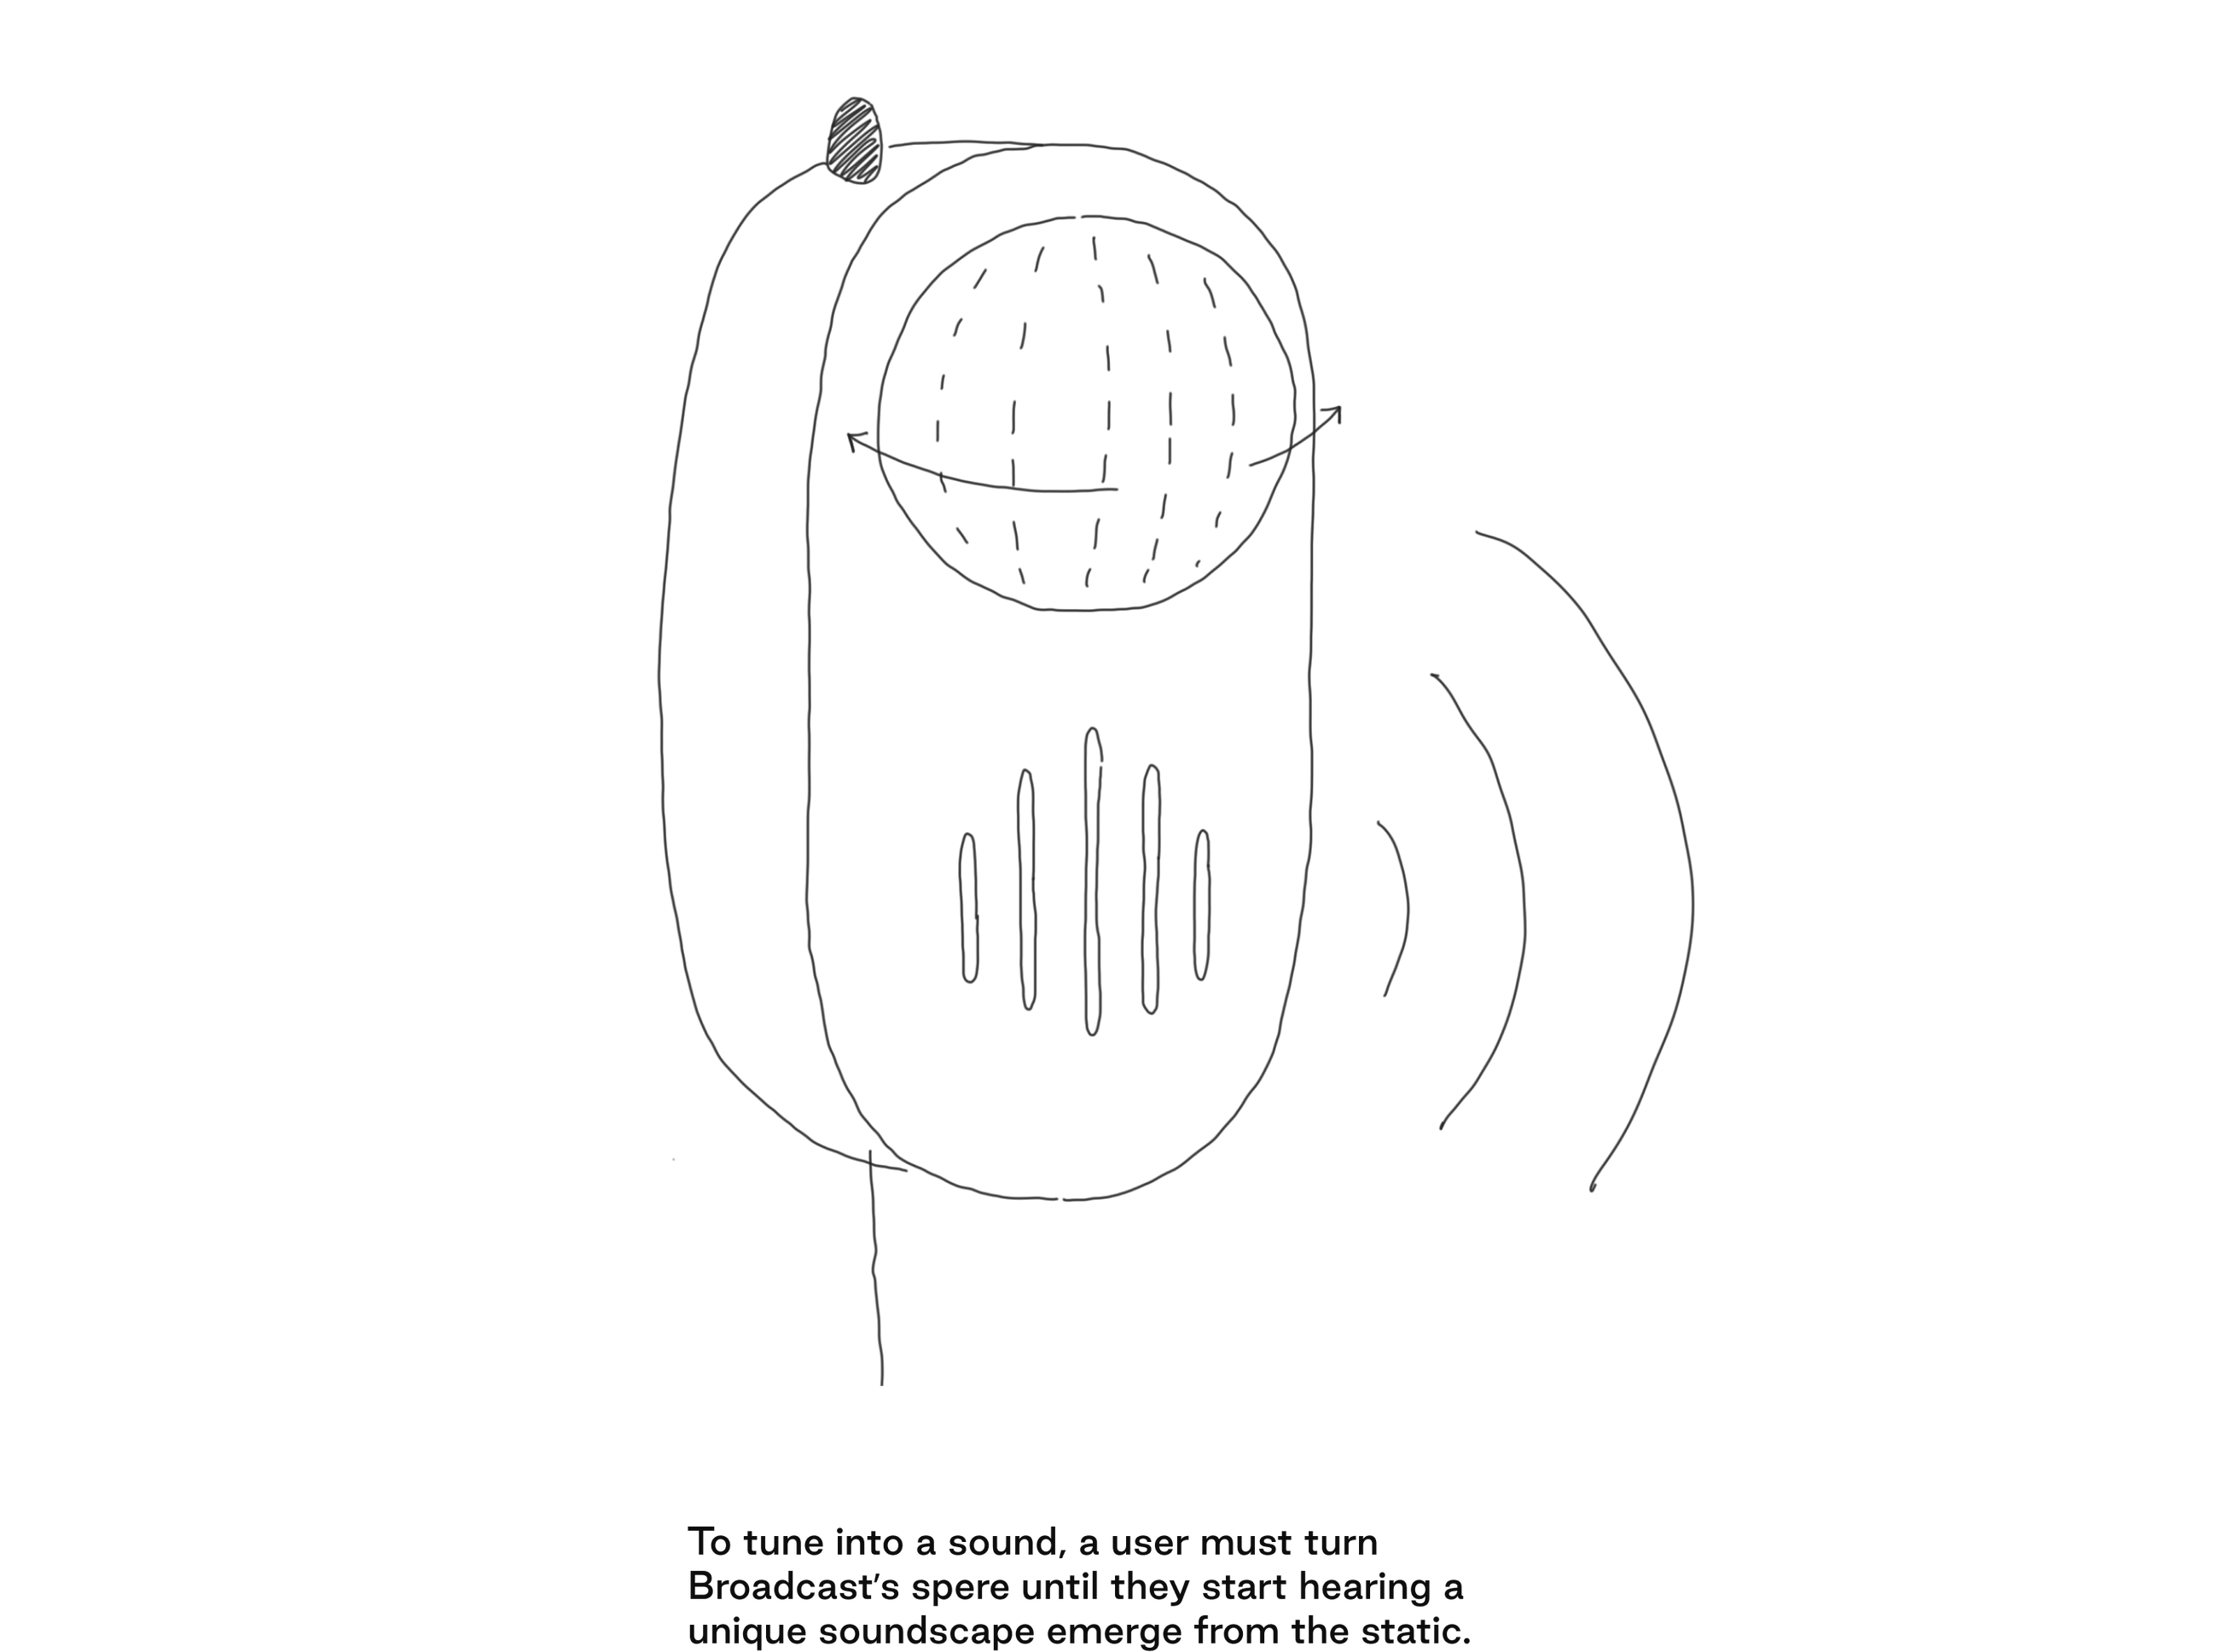 To tune into a sound, a user must turn
Broadcast’s spere until they start hearing a
unique soundscape emerge from the static.